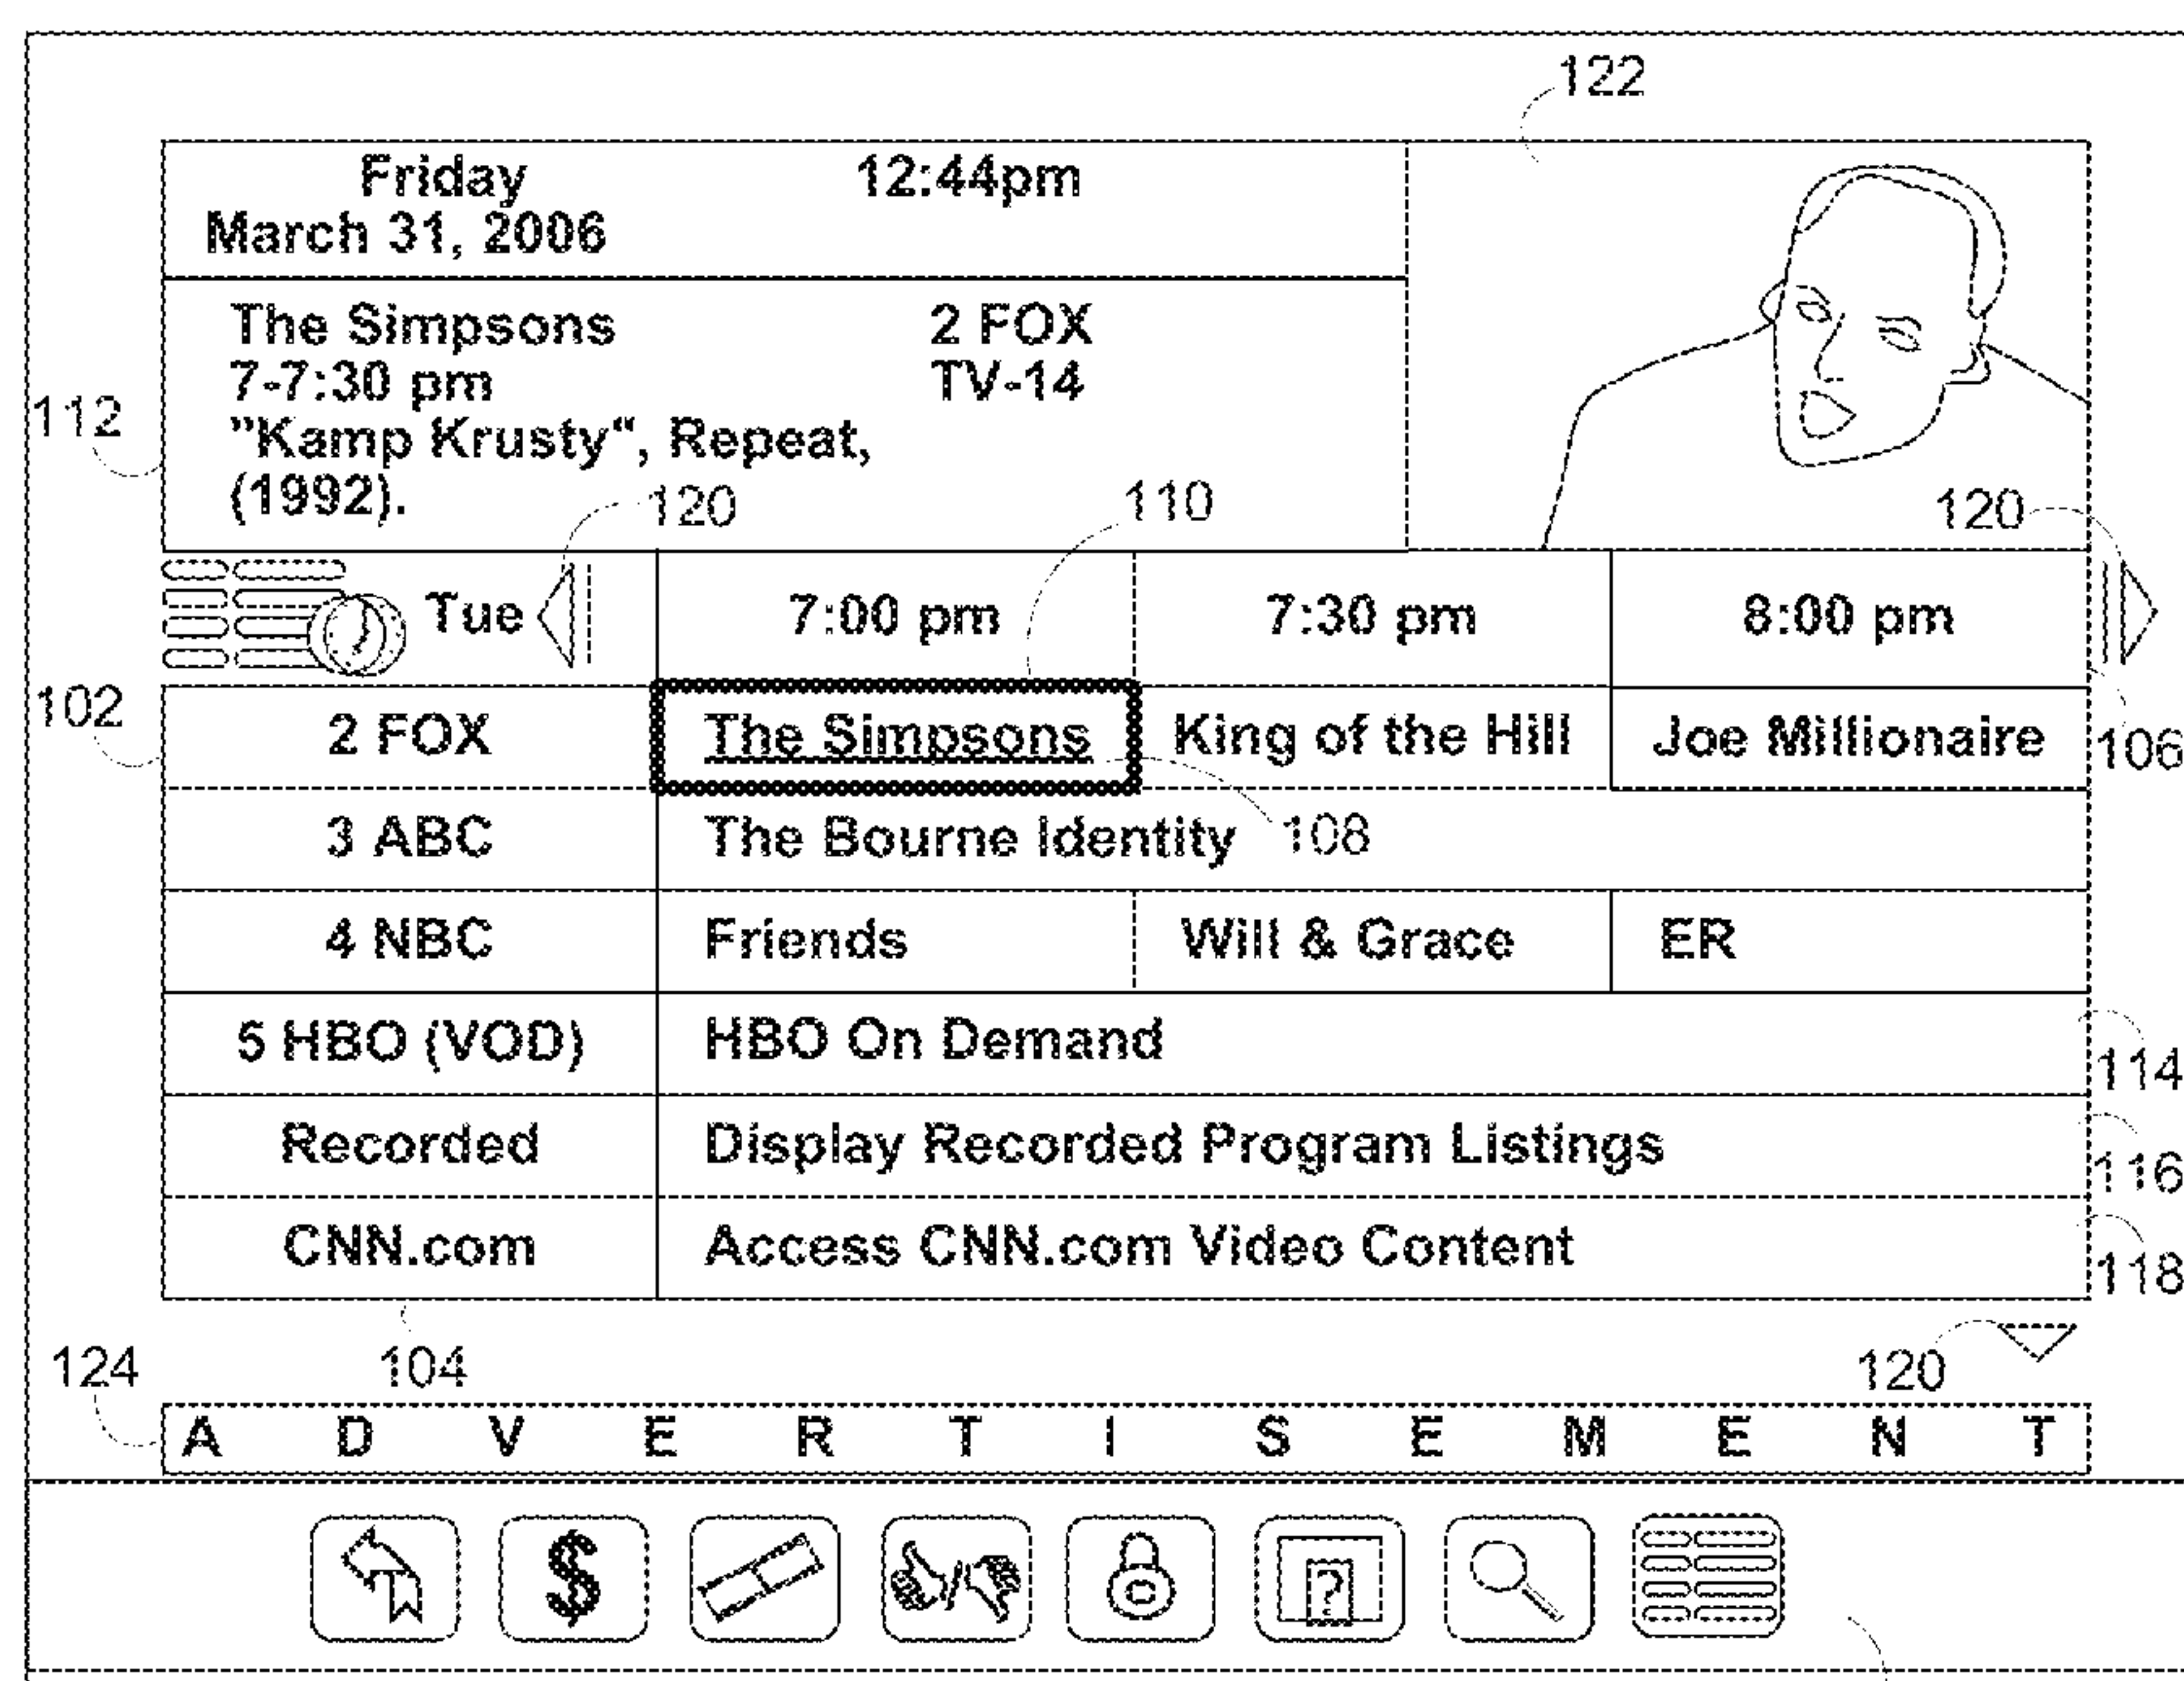 122
Friday 12:44pm
March 31, 2006
The Simpsons 2 FOX
7-7:30 pm TV-14
112
"Kamp Krusty", Repeat,
(1992).
120 110 120
Tue 7:00 pm 7:30 pm 8:00 pm
102
2 FOX The Simpsons King of the Hill Joe Millionaire 106
3 ABC The Bourne Identity 108
4 NBC Friends Will & Grace ER
5 HBO (VOD) HBO On Demand
114
Recorded Display Recorded Program Listings
116
CNN.com Access CNN.com Video Content
118
124 104 120
A D V E R T I S E M E N T
$ ?